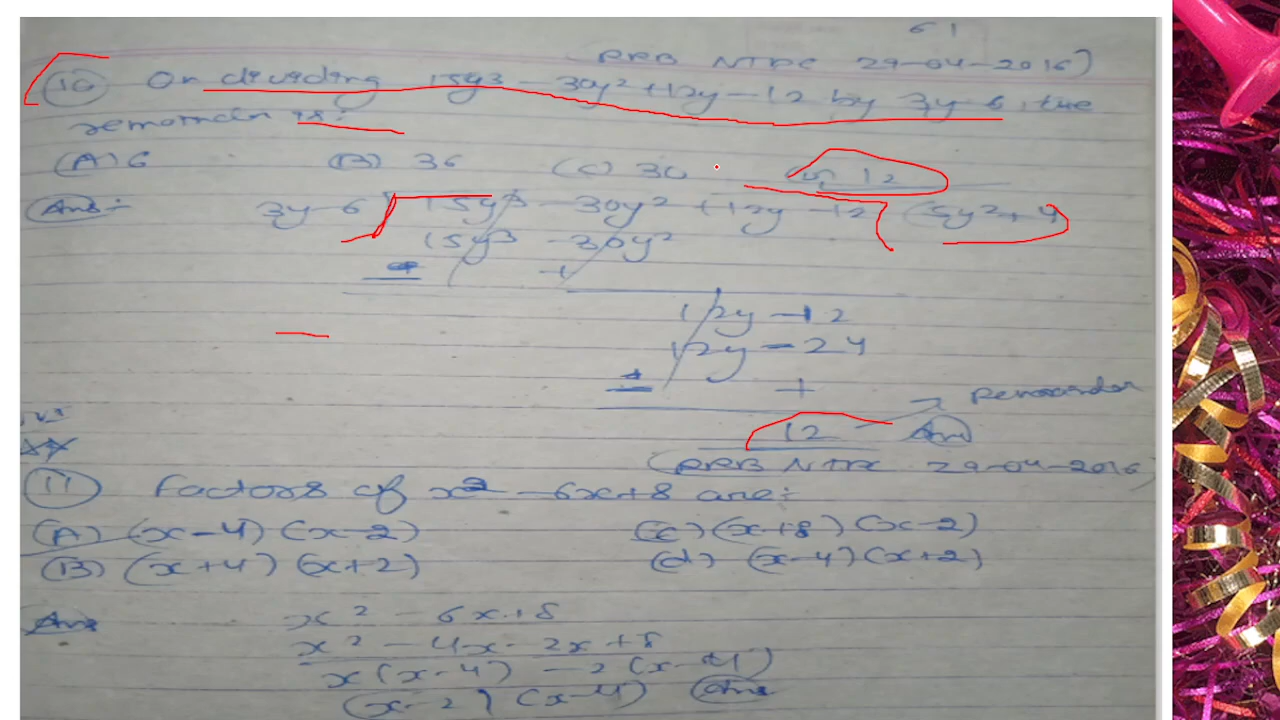 61
(RRB NTPC 29-04-2016)
(10) On dividing 15y³ - 30y² + 12y - 12 by 3y-6, the
remainder is:
(A) 6 (B) 36 (C) 30 (D) 12
Ans:- 3y-6) 15y³ - 30y² + 12y - 12 (5y² + 4
15y³ - 30y²
- +
12y - 12
12y - 24
- +
Remainder
12 Ans
(RRB NTPC 29-04-2016)
(11) Factors of x² - 6x + 8 are:-
(A) (x-4) (x-2) (c) (x+8) (x-2)
(B) (x+4) (x+2) (d) (x-4) (x+2)
Ans x² - 6x + 8
x² - 4x - 2x + 8
x(x-4) - 2(x-4)
(x-2) (x-4) Ans